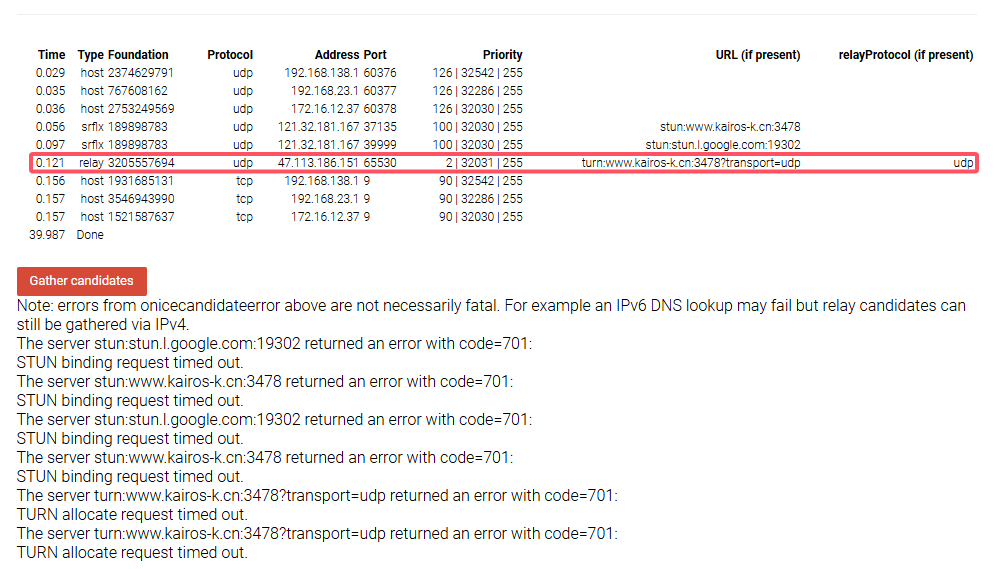 Time Type Foundation Protocol Address Port Priority URL (if present) relayProtocol (if present)
0.029 host 2374629791 udp 192.168.138.1 60376 126 | 32542 | 255
0.035 host 767608162 udp 192.168.23.1 60377 126 | 32286 | 255
0.036 host 2753249569 udp 172.16.12.37 60378 126 | 32030 | 255
0.056 srflx 189898783 udp 121.32.181.167 37135 100 | 32030 | 255 stun:www.kairos-k.cn:3478
0.097 srflx 189898783 udp 121.32.181.167 39999 100 | 32030 | 255 stun:stun.l.google.com:19302
0.121 relay 3205557694 udp 47.113.186.151 65530 2 | 32031 | 255 turn:www.kairos-k.cn:3478?transport=udp udp
0.156 host 1931685131 tcp 192.168.138.1 9 90 | 32542 | 255
0.157 host 3546943990 tcp 192.168.23.1 9 90 | 32286 | 255
0.157 host 1521587637 tcp 172.16.12.37 9 90 | 32030 | 255
39.987 Done
Gather candidates
Note: errors from onicecandidateerror above are not necessarily fatal. For example an IPv6 DNS lookup may fail but relay candidates can
still be gathered via IPv4.
The server stun:stun.l.google.com:19302 returned an error with code=701:
STUN binding request timed out.
The server stun:www.kairos-k.cn:3478 returned an error with code=701:
STUN binding request timed out.
The server stun:stun.l.google.com:19302 returned an error with code=701:
STUN binding request timed out.
The server stun:www.kairos-k.cn:3478 returned an error with code=701:
STUN binding request timed out.
The server turn:www.kairos-k.cn:3478?transport=udp returned an error with code=701:
TURN allocate request timed out.
The server turn:www.kairos-k.cn:3478?transport=udp returned an error with code=701:
TURN allocate request timed out.